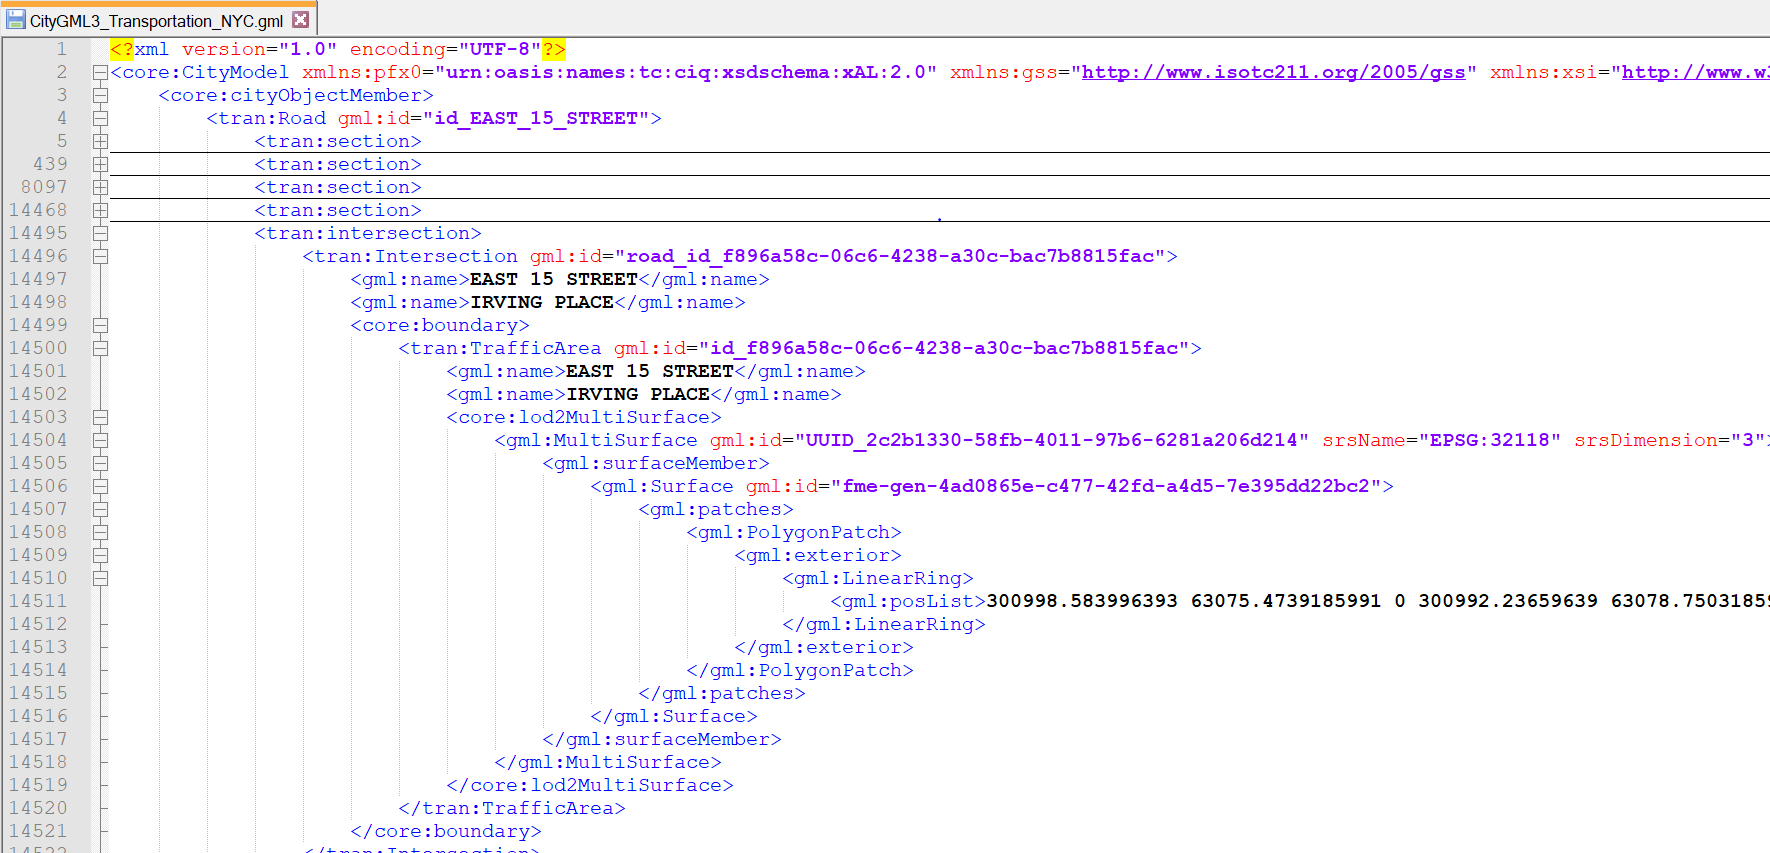 CityGML3_Transportation_NYC.gml
1 <?xml version="1.0" encoding="UTF-8"?>
2 <core:CityModel xmlns:pfx0="urn:oasis:names:tc:ciq:xsdschema:xAL:2.0" xmlns:gss="http://www.isotc211.org/2005/gss" xmlns:xsi="http://www.w3
3 <core:cityObjectMember>
4 <tran:Road gml:id="id_EAST_15_STREET">
5 <tran:section>
439 <tran:section>
8097 <tran:section>
14468 <tran:section>
14495 <tran:intersection>
14496 <tran:Intersection gml:id="road_id_f896a58c-06c6-4238-a30c-bac7b8815fac">
14497 <gml:name>EAST 15 STREET</gml:name>
14498 <gml:name>IRVING PLACE</gml:name>
14499 <core:boundary>
14500 <tran:TrafficArea gml:id="id_f896a58c-06c6-4238-a30c-bac7b8815fac">
14501 <gml:name>EAST 15 STREET</gml:name>
14502 <gml:name>IRVING PLACE</gml:name>
14503 <core:lod2MultiSurface>
14504 <gml:MultiSurface gml:id="UUID_2c2b1330-58fb-4011-97b6-6281a206d214" srsName="EPSG:32118" srsDimension="3">
14505 <gml:surfaceMember>
14506 <gml:Surface gml:id="fme-gen-4ad0865e-c477-42fd-a4d5-7e395dd22bc2">
14507 <gml:patches>
14508 <gml:PolygonPatch>
14509 <gml:exterior>
14510 <gml:LinearRing>
14511 <gml:posList>300998.583996393 63075.4739185991 0 300992.23659639 63078.75031859
14512 </gml:LinearRing>
14513 </gml:exterior>
14514 </gml:PolygonPatch>
14515 </gml:patches>
14516 </gml:Surface>
14517 </gml:surfaceMember>
14518 </gml:MultiSurface>
14519 </core:lod2MultiSurface>
14520 </tran:TrafficArea>
14521 </core:boundary>
14522 </tran:Intersection>